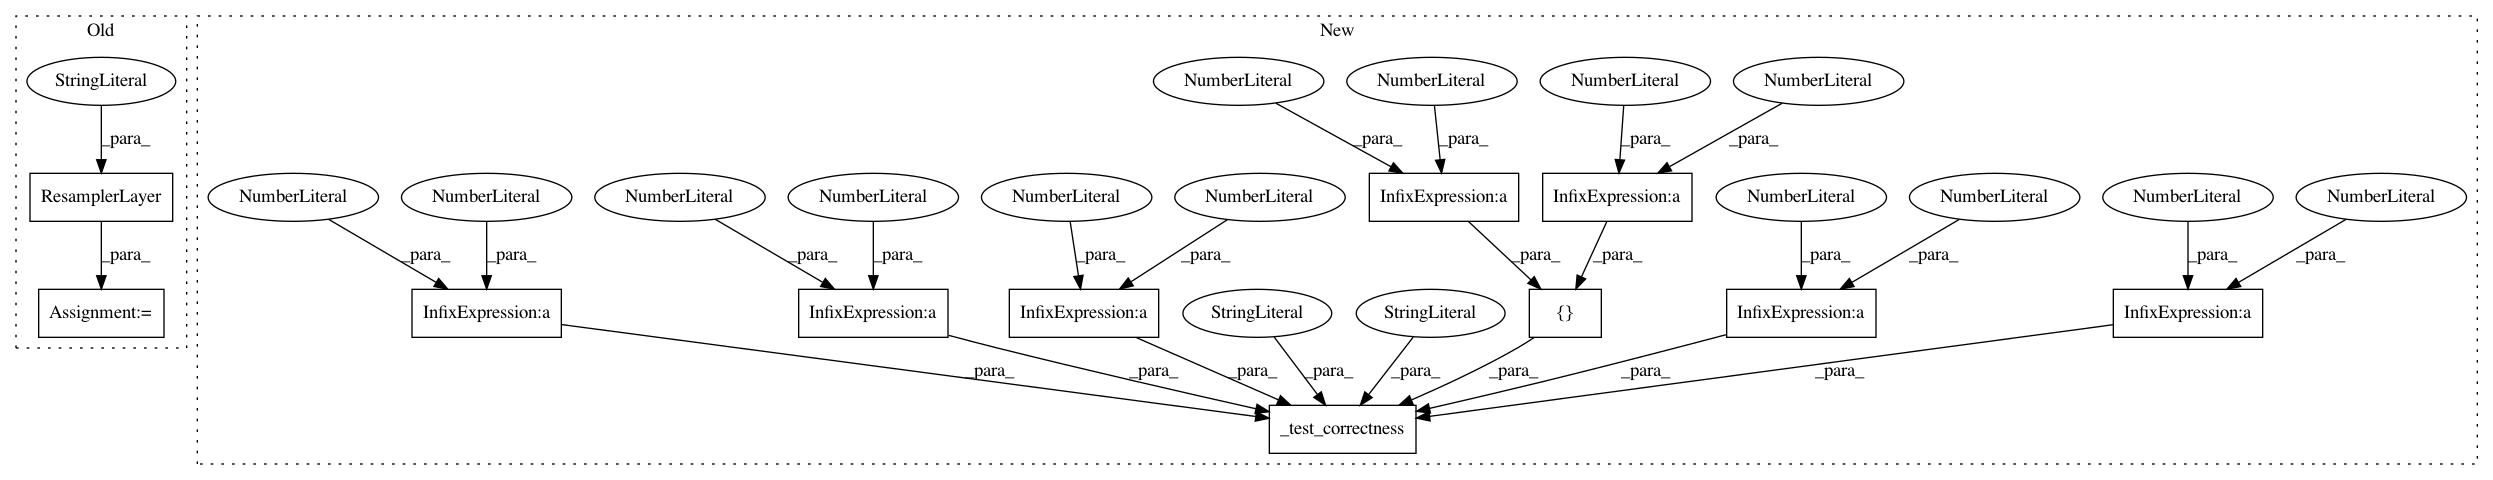 Old
New
StringLiteral
NumberLiteral
NumberLiteral
NumberLiteral
NumberLiteral
_para_
_para_
_para_
_para_
_para_
ResamplerLayer
NumberLiteral
NumberLiteral
NumberLiteral
NumberLiteral
NumberLiteral
NumberLiteral
InfixExpression:a
InfixExpression:a
NumberLiteral
NumberLiteral
NumberLiteral
NumberLiteral
_para_
_para_
_para_
_para_
_para_
_para_
_para_
_para_
_para_
_para_
_para_
_para_
_para_
Assignment:=
InfixExpression:a
InfixExpression:a
InfixExpression:a
StringLiteral
StringLiteral
{}
InfixExpression:a
InfixExpression:a
_para_
_para_
_para_
_para_
_para_
_para_
_para_
_para_
_test_correctness